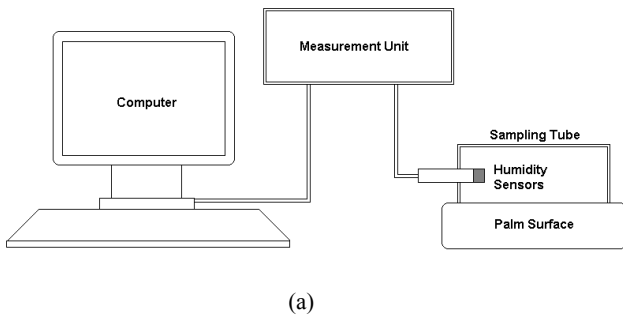 Measurement Unit
Computer
Sampling Tube
Humidity
Sensors
Palm Surface
(a)